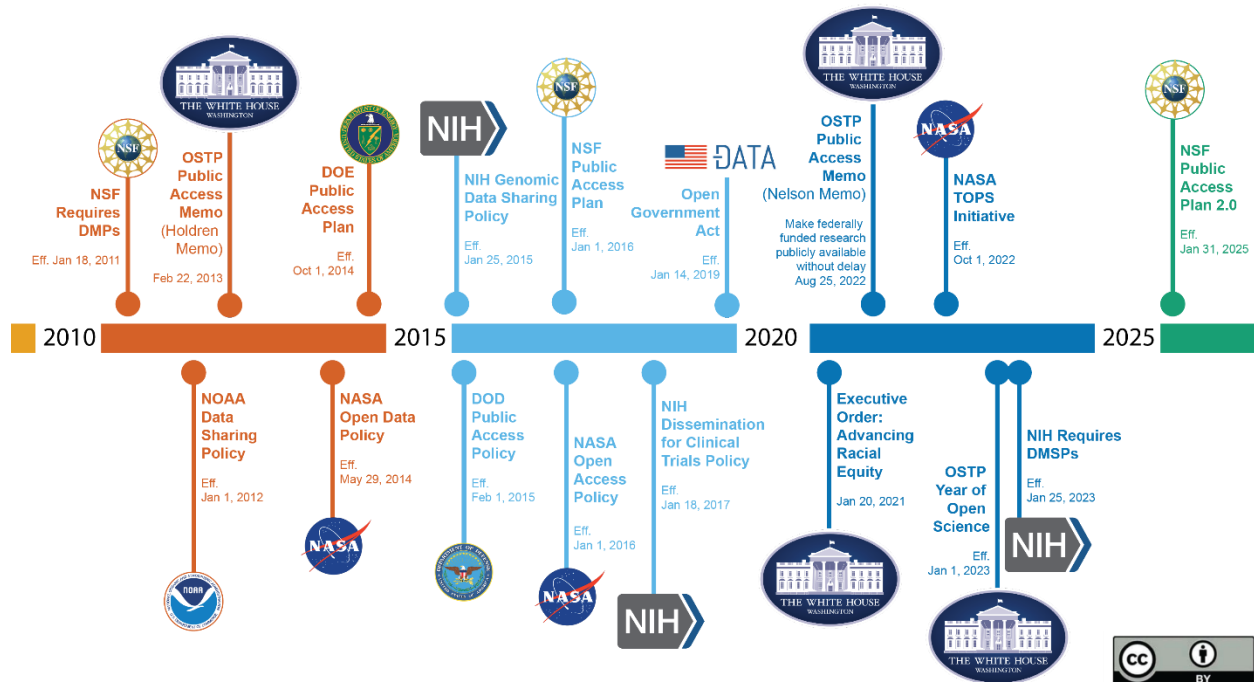 NSF
NSF
Requires
DMPs
Eff. Jan 18, 2011
THE WHITE HOUSE
WASHINGTON
OSTP
Public
Access
Memo
(Holdren
Memo)
Feb 22, 2013
DOE
Public
Access
Plan
Eff.
Oct 1, 2014
NIH
NIH Genomic
Data Sharing
Policy
Eff.
Jan 25, 2015
NSF
NSF
Public
Access
Plan
Eff.
Jan 1, 2016
DATA
Open
Government
Act
Eff.
Jan 14, 2019
THE WHITE HOUSE
WASHINGTON
OSTP
Public
Access
Memo
(Nelson Memo)
Make federally
funded research
publicly available
without delay
Aug 25, 2022
NASA
NASA
TOPS
Initiative
Eff.
Oct 1, 2022
NSF
NSF
Public
Access
Plan 2.0
Eff.
Jan 31, 2025
2010
2015
2020
2025
NOAA
Data
Sharing
Policy
Eff.
Jan 1, 2012
NOAA
NASA
Open Data
Policy
Eff.
May 29, 2014
NASA
DOD
Public
Access
Policy
Eff.
Feb 1, 2015
NASA
Open
Access
Policy
Eff.
Jan 1, 2016
NASA
NIH
Dissemination
for Clinical
Trials Policy
Eff.
Jan 18, 2017
NIH
Executive
Order:
Advancing
Racial
Equity
Jan 20, 2021
THE WHITE HOUSE
WASHINGTON
OSTP
Year of
Open
Science
Eff.
Jan 1, 2023
THE WHITE HOUSE
WASHINGTON
NIH Requires
DMSPs
Eff.
Jan 25, 2023
NIH
cc
BY